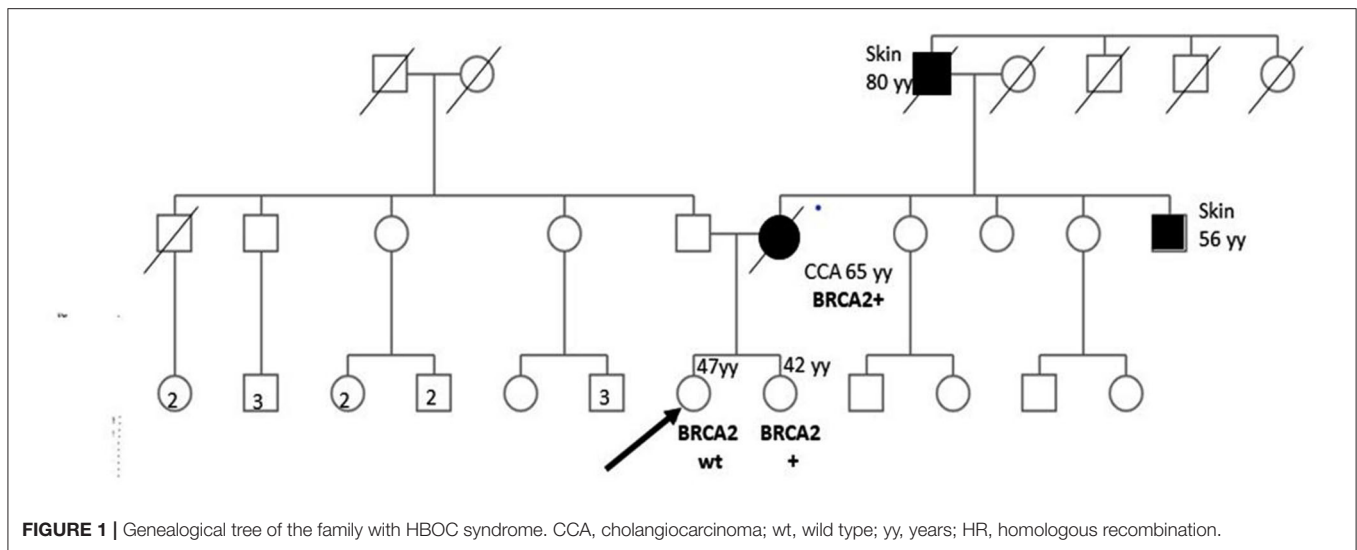 Skin
80 yy
Skin
56 yy
CCA 65 yy
BRCA2+
47yy
42 yy
2
3
2
2
3
BRCA2
wt
BRCA2
+
FIGURE 1 | Genealogical tree of the family with HBOC syndrome. CCA, cholangiocarcinoma; wt, wild type; yy, years; HR, homologous recombination.